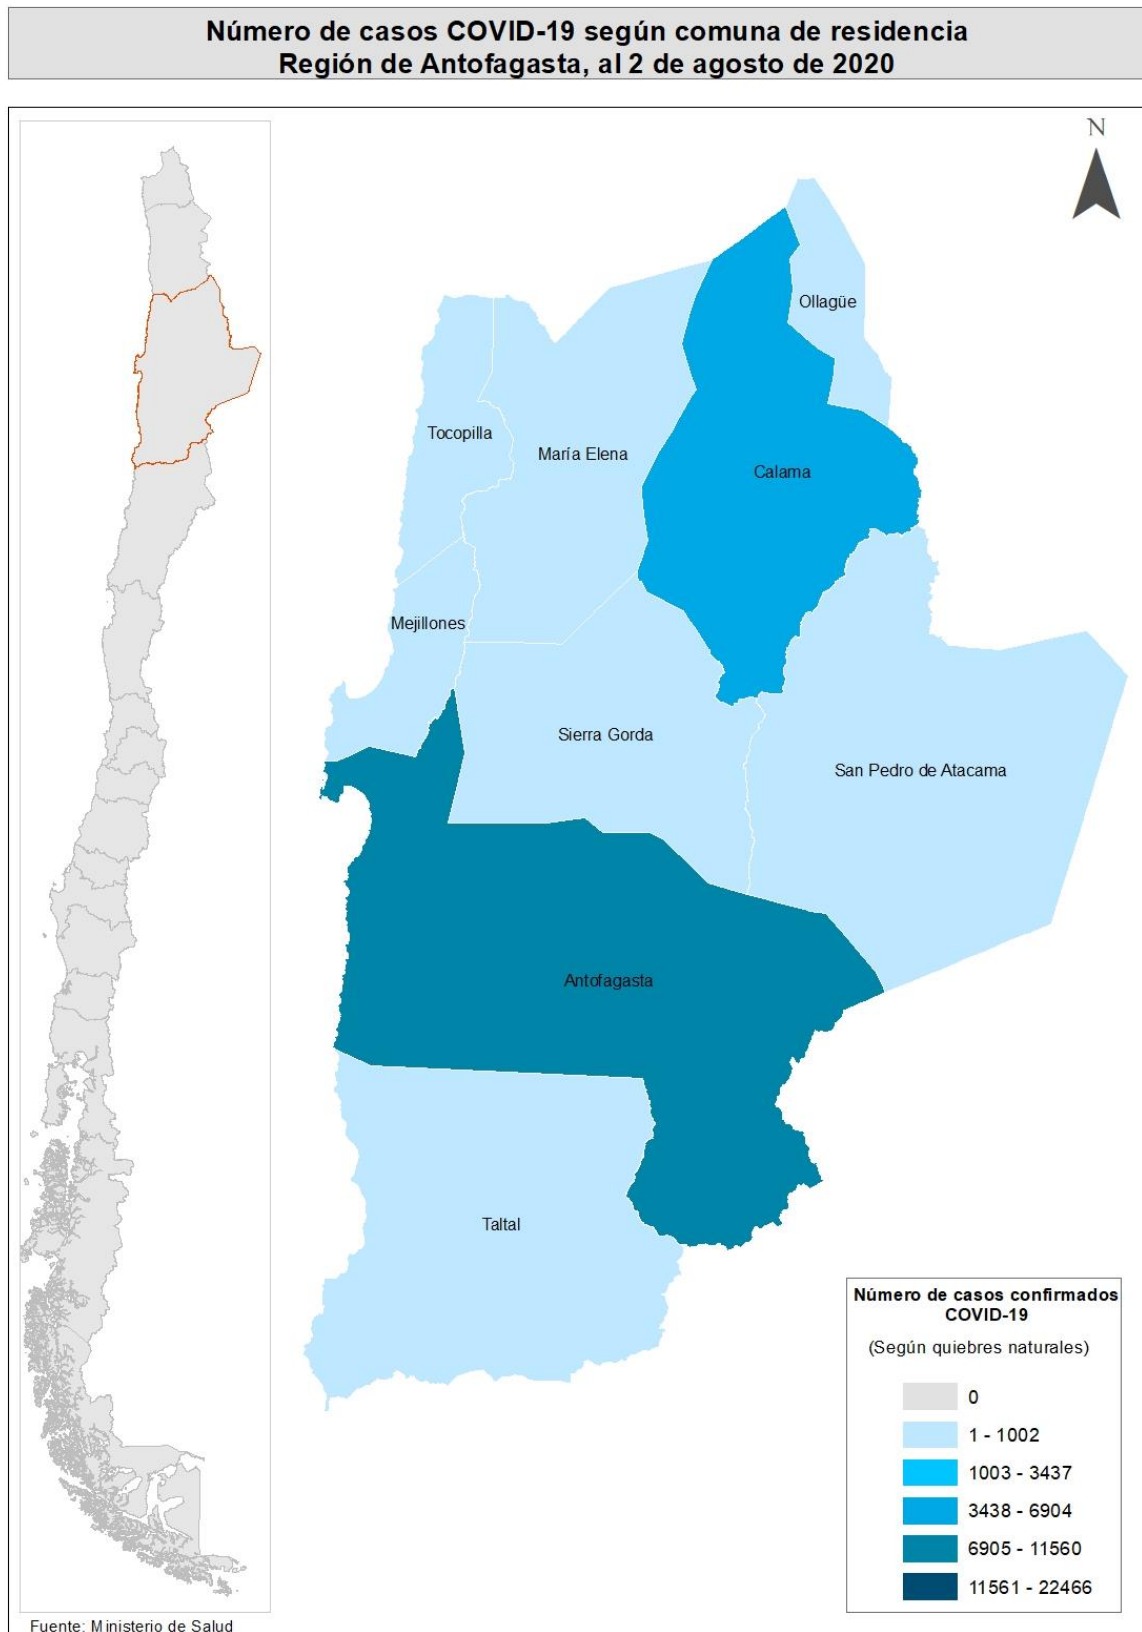 Número de casos COVID-19 según comuna de residencia
Región de Antofagasta, al 2 de agosto de 2020
N
Ollagüe
Tocopilla
María Elena
Calama
Mejillones
Sierra Gorda
San Pedro de Atacama
Antofagasta
Taltal
Número de casos confirmados
COVID-19
(Según quiebres naturales)
0
1 - 1002
1003 - 3437
3438 - 6904
6905 - 11560
11561 - 22466
Fuente: Ministerio de Salud